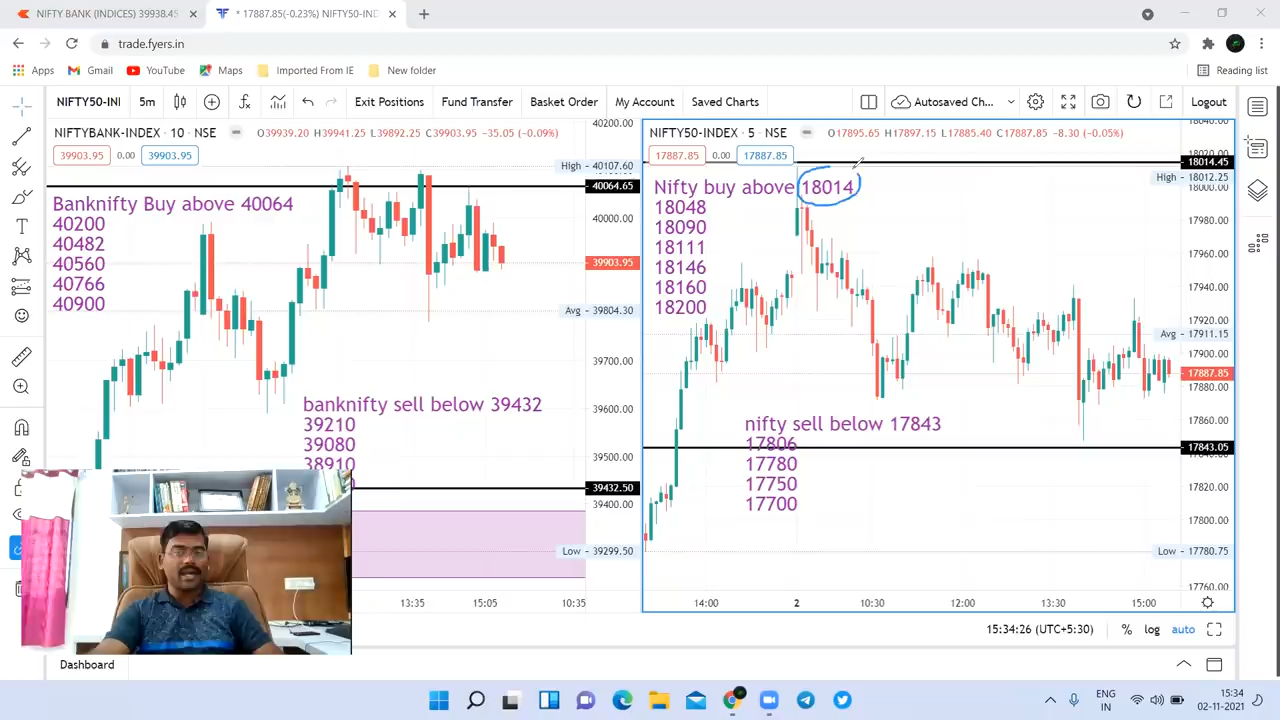 NIFTY BANK (INDICES) 39938.45
* 17887.85(-0.23%) NIFTY50-IND
trade.fyers.in
Apps Gmail YouTube Maps Imported From IE New folder Reading list
NIFTY50-INI 5m Exit Positions Fund Transfer Basket Order My Account Saved Charts Autosaved Ch... Logout
NIFTYBANK-INDEX · 10 · NSE O39939.20 H39941.25 L39892.25 C39903.95 -35.05 (-0.09%)
39903.95 0.00 39903.95
40200.00
High 40107.60
40064.65
40000.00
39903.95
Avg 39804.30
39700.00
39600.00
39500.00
39432.50
39400.00
Low 39299.50
Banknifty Buy above 40064
40200
40482
40560
40766
40900
banknifty sell below 39432
39210
39080
38910
13:35 15:05 10:35
NIFTY50-INDEX · 5 · NSE O17895.65 H17897.15 L17885.40 C17887.85 -8.30 (-0.05%)
17887.85 0.00 17887.85
18014.45
High 18012.25
18000.00
17980.00
17960.00
17940.00
17920.00
Avg 17911.15
17900.00
17887.85
17880.00
17860.00
17843.05
17820.00
17800.00
Low 17780.75
17760.00
Nifty buy above 18014
18048
18090
18111
18146
18160
18200
nifty sell below 17843
17806
17780
17750
17700
14:00 2 10:30 12:00 13:30 15:00
15:34:26 (UTC+5:30) % log auto
Dashboard
ENG
IN
15:34
02-11-2021